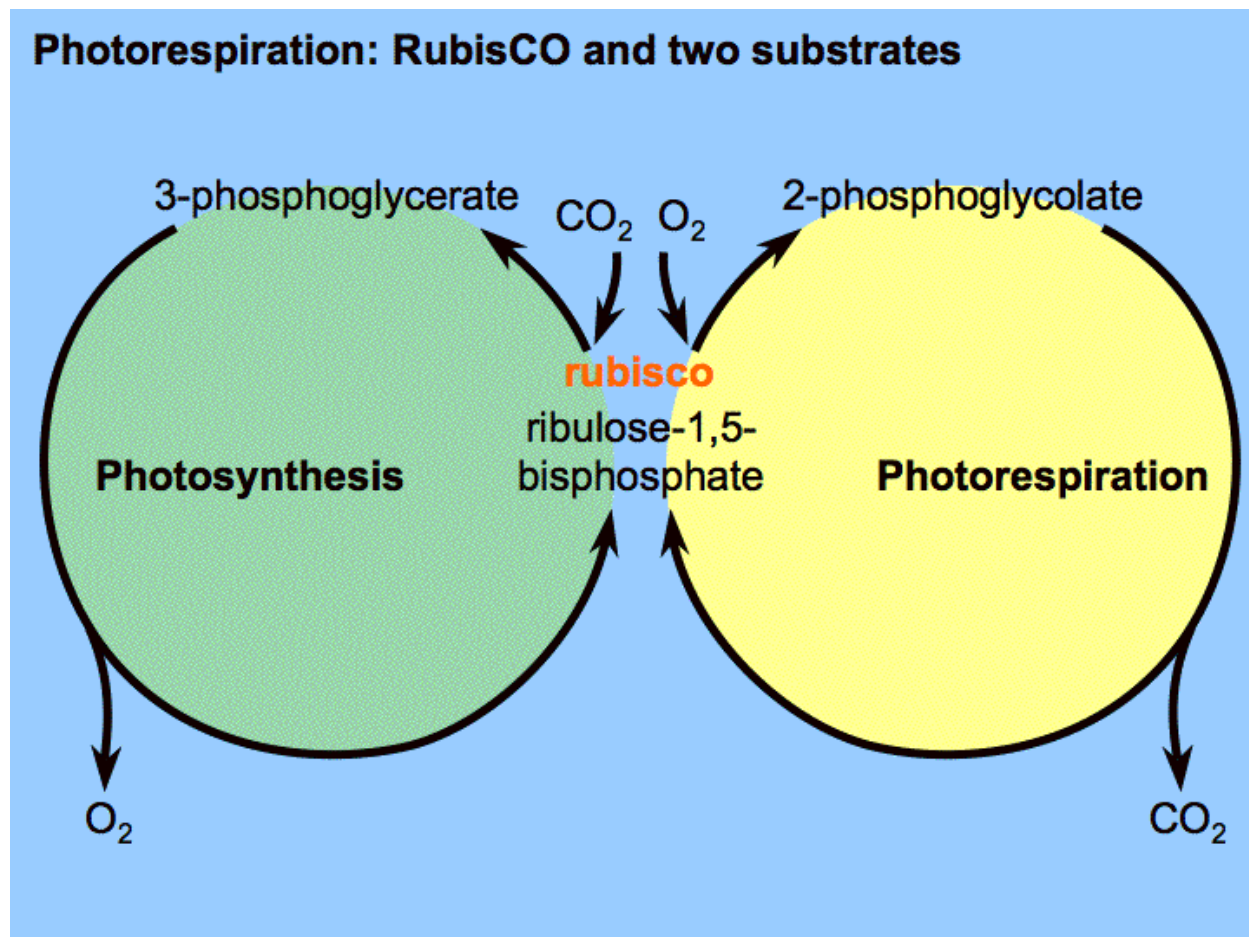 Photorespiration: RubisCO and two substrates
3-phosphoglycerate
CO₂ O₂
2-phosphoglycolate
rubisco
ribulose-1,5-
bisphosphate
Photosynthesis
Photorespiration
O₂
CO₂